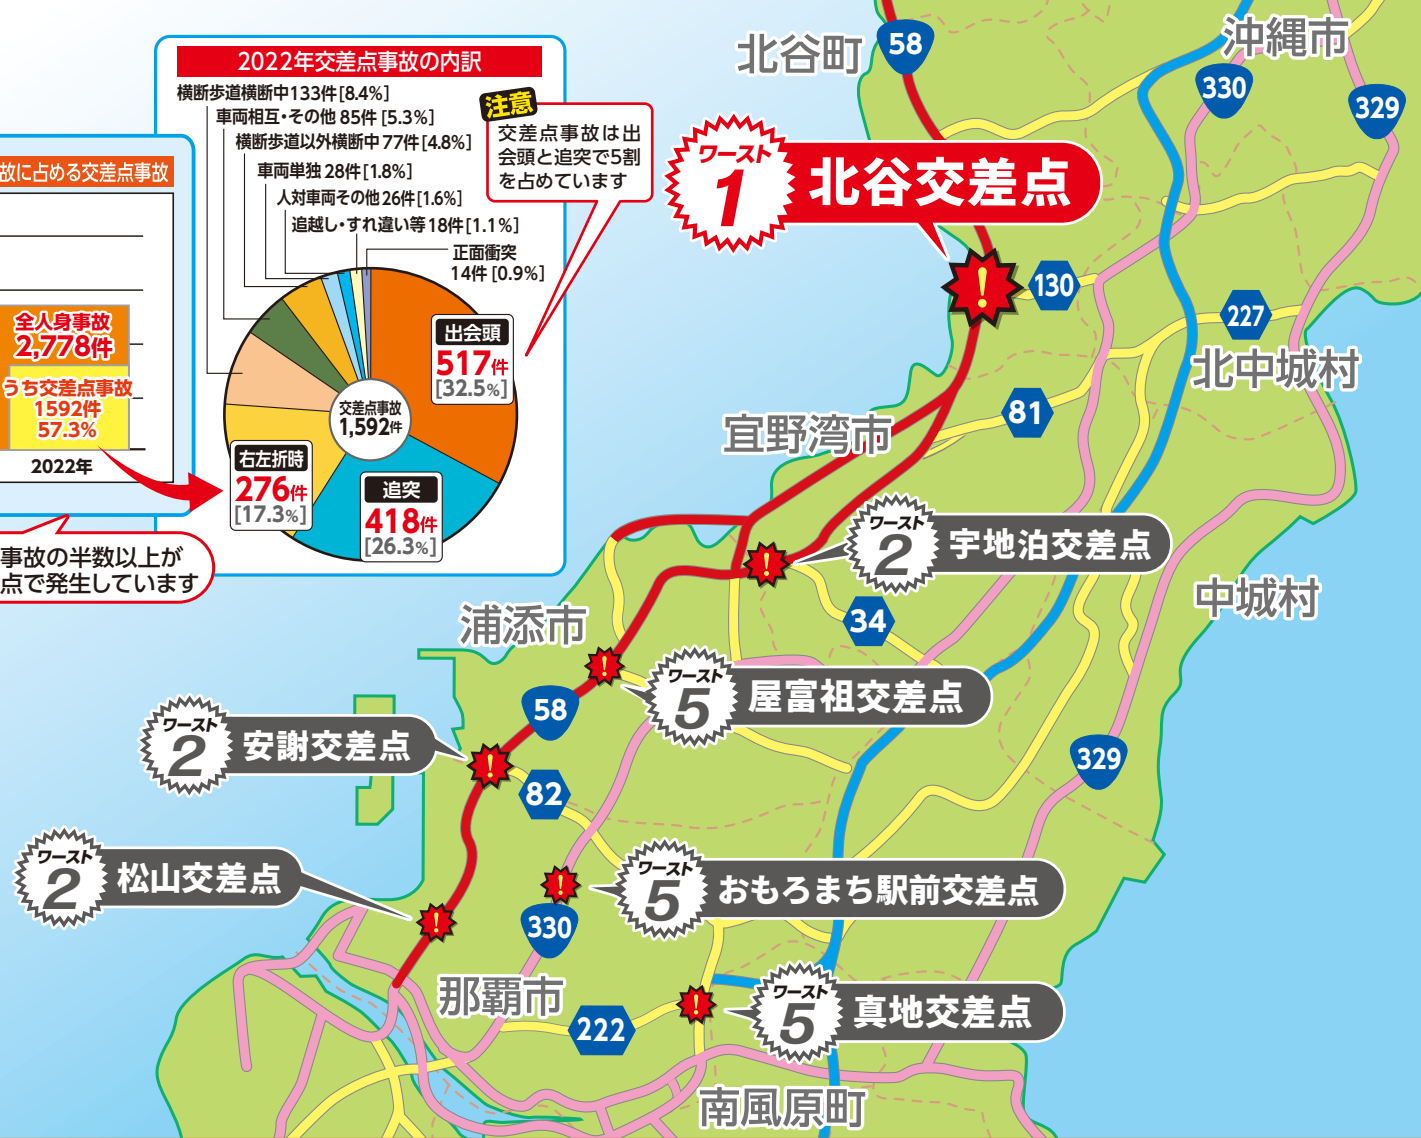 2022年交差点事故の内訳
横断歩道横断中133件[8.4%]
車両相互・その他 85件 [5.3%]
横断歩道以外横断中 77件[4.8%]
車両単独 28件[1.8%]
人対車両その他 26件[1.6%]
追越し・すれ違い等 18件[1.1%]
正面衝突
14件 [0.9%]
注意
交差点事故は出
会頭と追突で5割
を占めています
出会頭
517件
[32.5%]
交差点事故
1,592件
右左折時
276件
[17.3%]
追突
418件
[26.3%]
故に占める交差点事故
全人身事故
2,778件
うち交差点事故
1592件
57.3%
2022年
事故の半数以上が
点で発生しています
北谷町
58
沖縄市
330
329
ワースト
1
北谷交差点
130
227
北中城村
81
宜野湾市
ワースト
2
宇地泊交差点
中城村
34
浦添市
ワースト
5
屋富祖交差点
58
ワースト
2
安謝交差点
329
82
ワースト
2
松山交差点
ワースト
5
おもろまち駅前交差点
330
那覇市
222
ワースト
5
真地交差点
南風原町